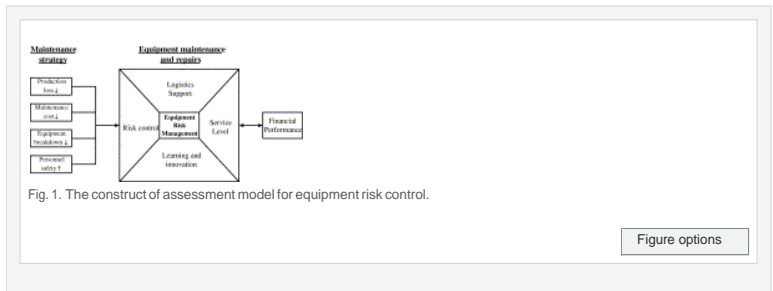 Maintenance
strategy
Equipment maintenance
and repairs
Production
loss↓
Maintenance
cost↓
Equipment
breakdown↓
Personnel
safety↑
Logistics
Support
Risk control
Equipment
Risk
Management
Service
Level
Learning and
innovation
Financial
Performance
Fig. 1. The construct of assessment model for equipment risk control.
Figure options